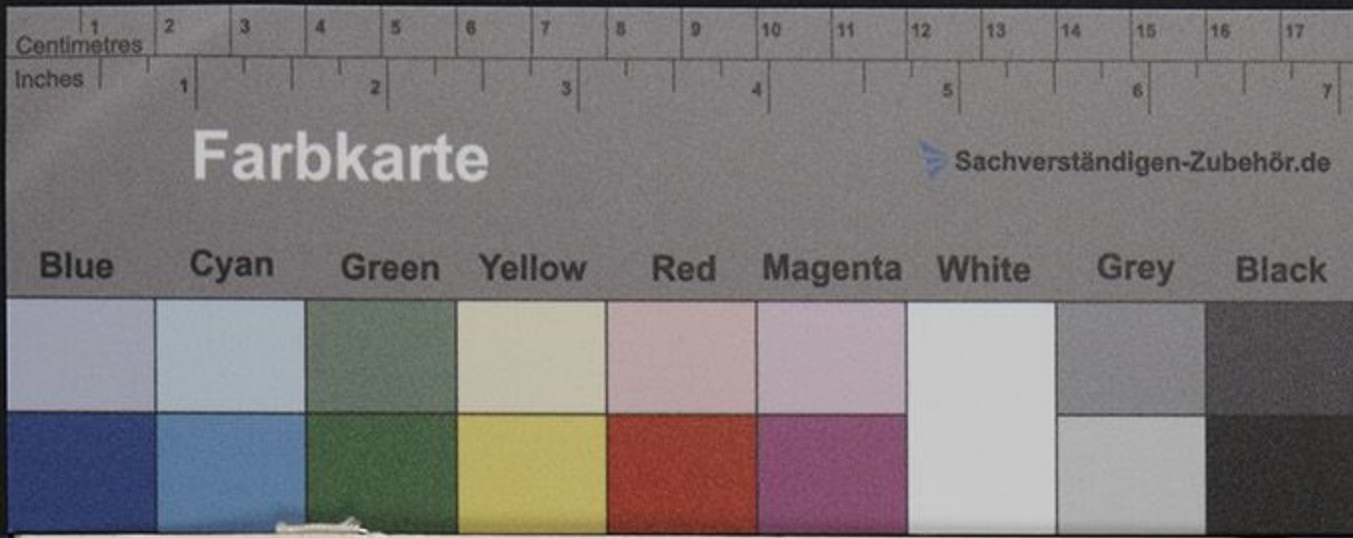 1 2 3 4 5 6 7 8 9 10 11 12 13 14 15 16 17
Centimetres
Inches 1 2 3 4 5 6 7
Farbkarte
Sachverständigen-Zubehör.de
Blue Cyan Green Yellow Red Magenta White Grey Black